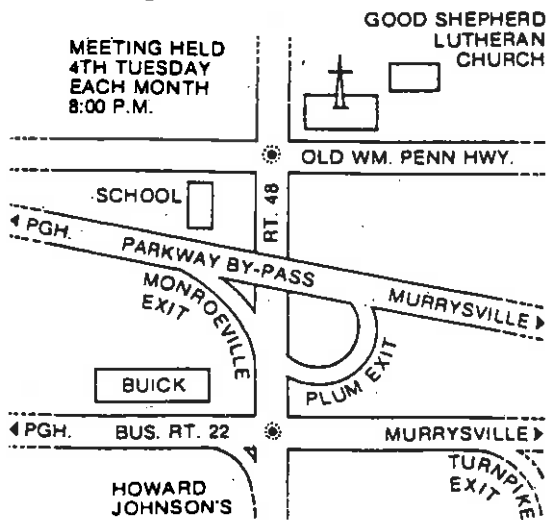 GOOD SHEPHERD
LUTHERAN
CHURCH
MEETING HELD
4TH TUESDAY
EACH MONTH
8:00 P.M.
OLD WM. PENN HWY.
SCHOOL
RT. 48
PGH.
PARKWAY BY-PASS
MURRYSVILLE
MONROEVILLE
EXIT
PLUM EXIT
BUICK
PGH.
BUS. RT. 22
MURRYSVILLE
TURNPIKE
EXIT
HOWARD
JOHNSON'S